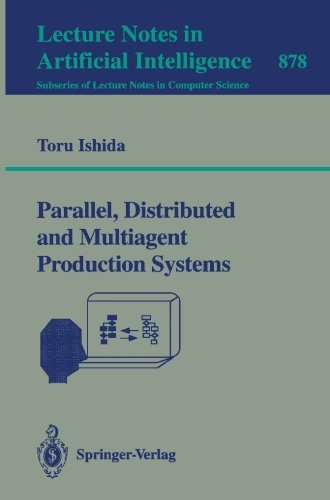 Lecture Notes in
Artificial Intelligence 878
Subseries of Lecture Notes in Computer Science
Toru Ishida
Parallel, Distributed
and Multiagent
Production Systems
Springer-Verlag